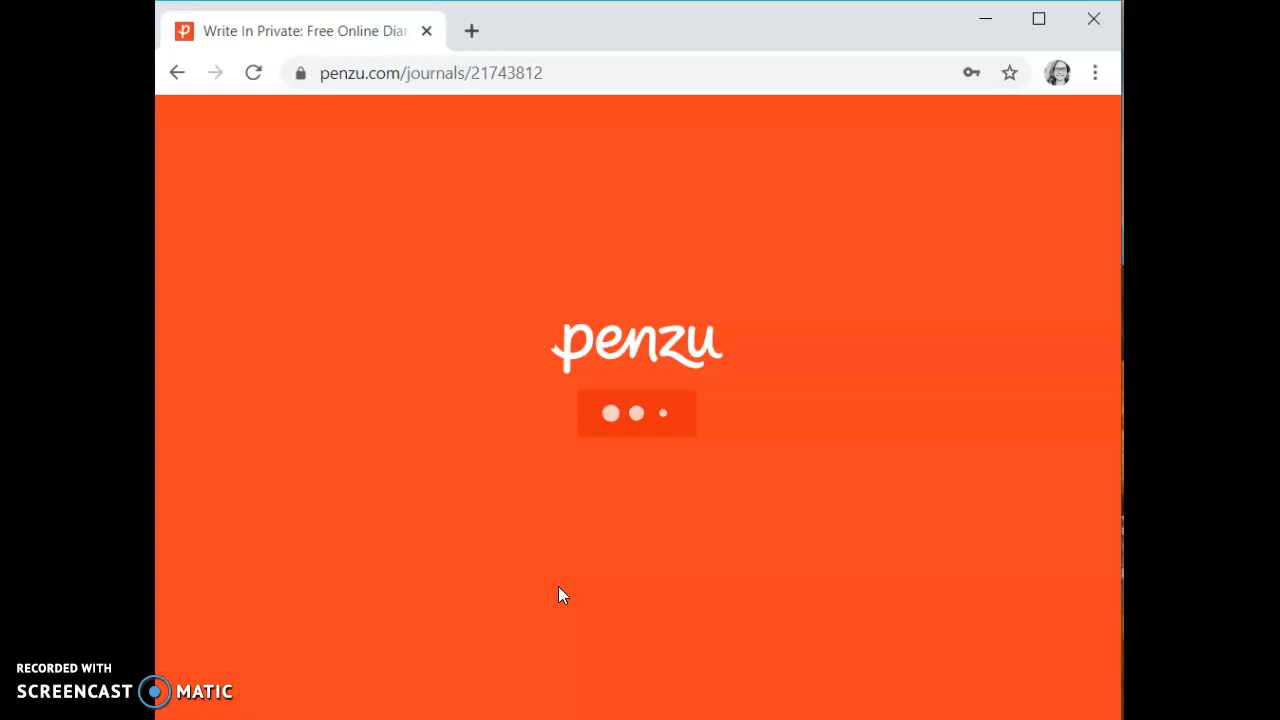 Write In Private: Free Online Diar
penzu.com/journals/21743812
penzu
RECORDED WITH
SCREENCAST MATIC